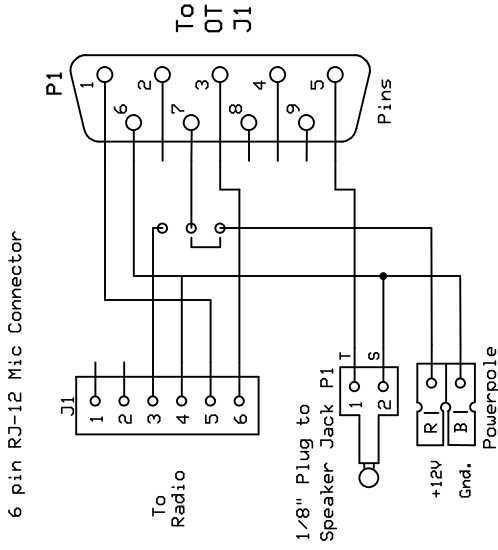 To
OT
J1
P1
1
2
3
4
5
6
7
8
9
Pins
6 pin RJ-12 Mic Connector
J1
1
2
3
4
5
6
To
Radio
1/8" Plug to
Speaker Jack P1
T
S
1
2
R
B
+12V
Gnd.
Powerpole